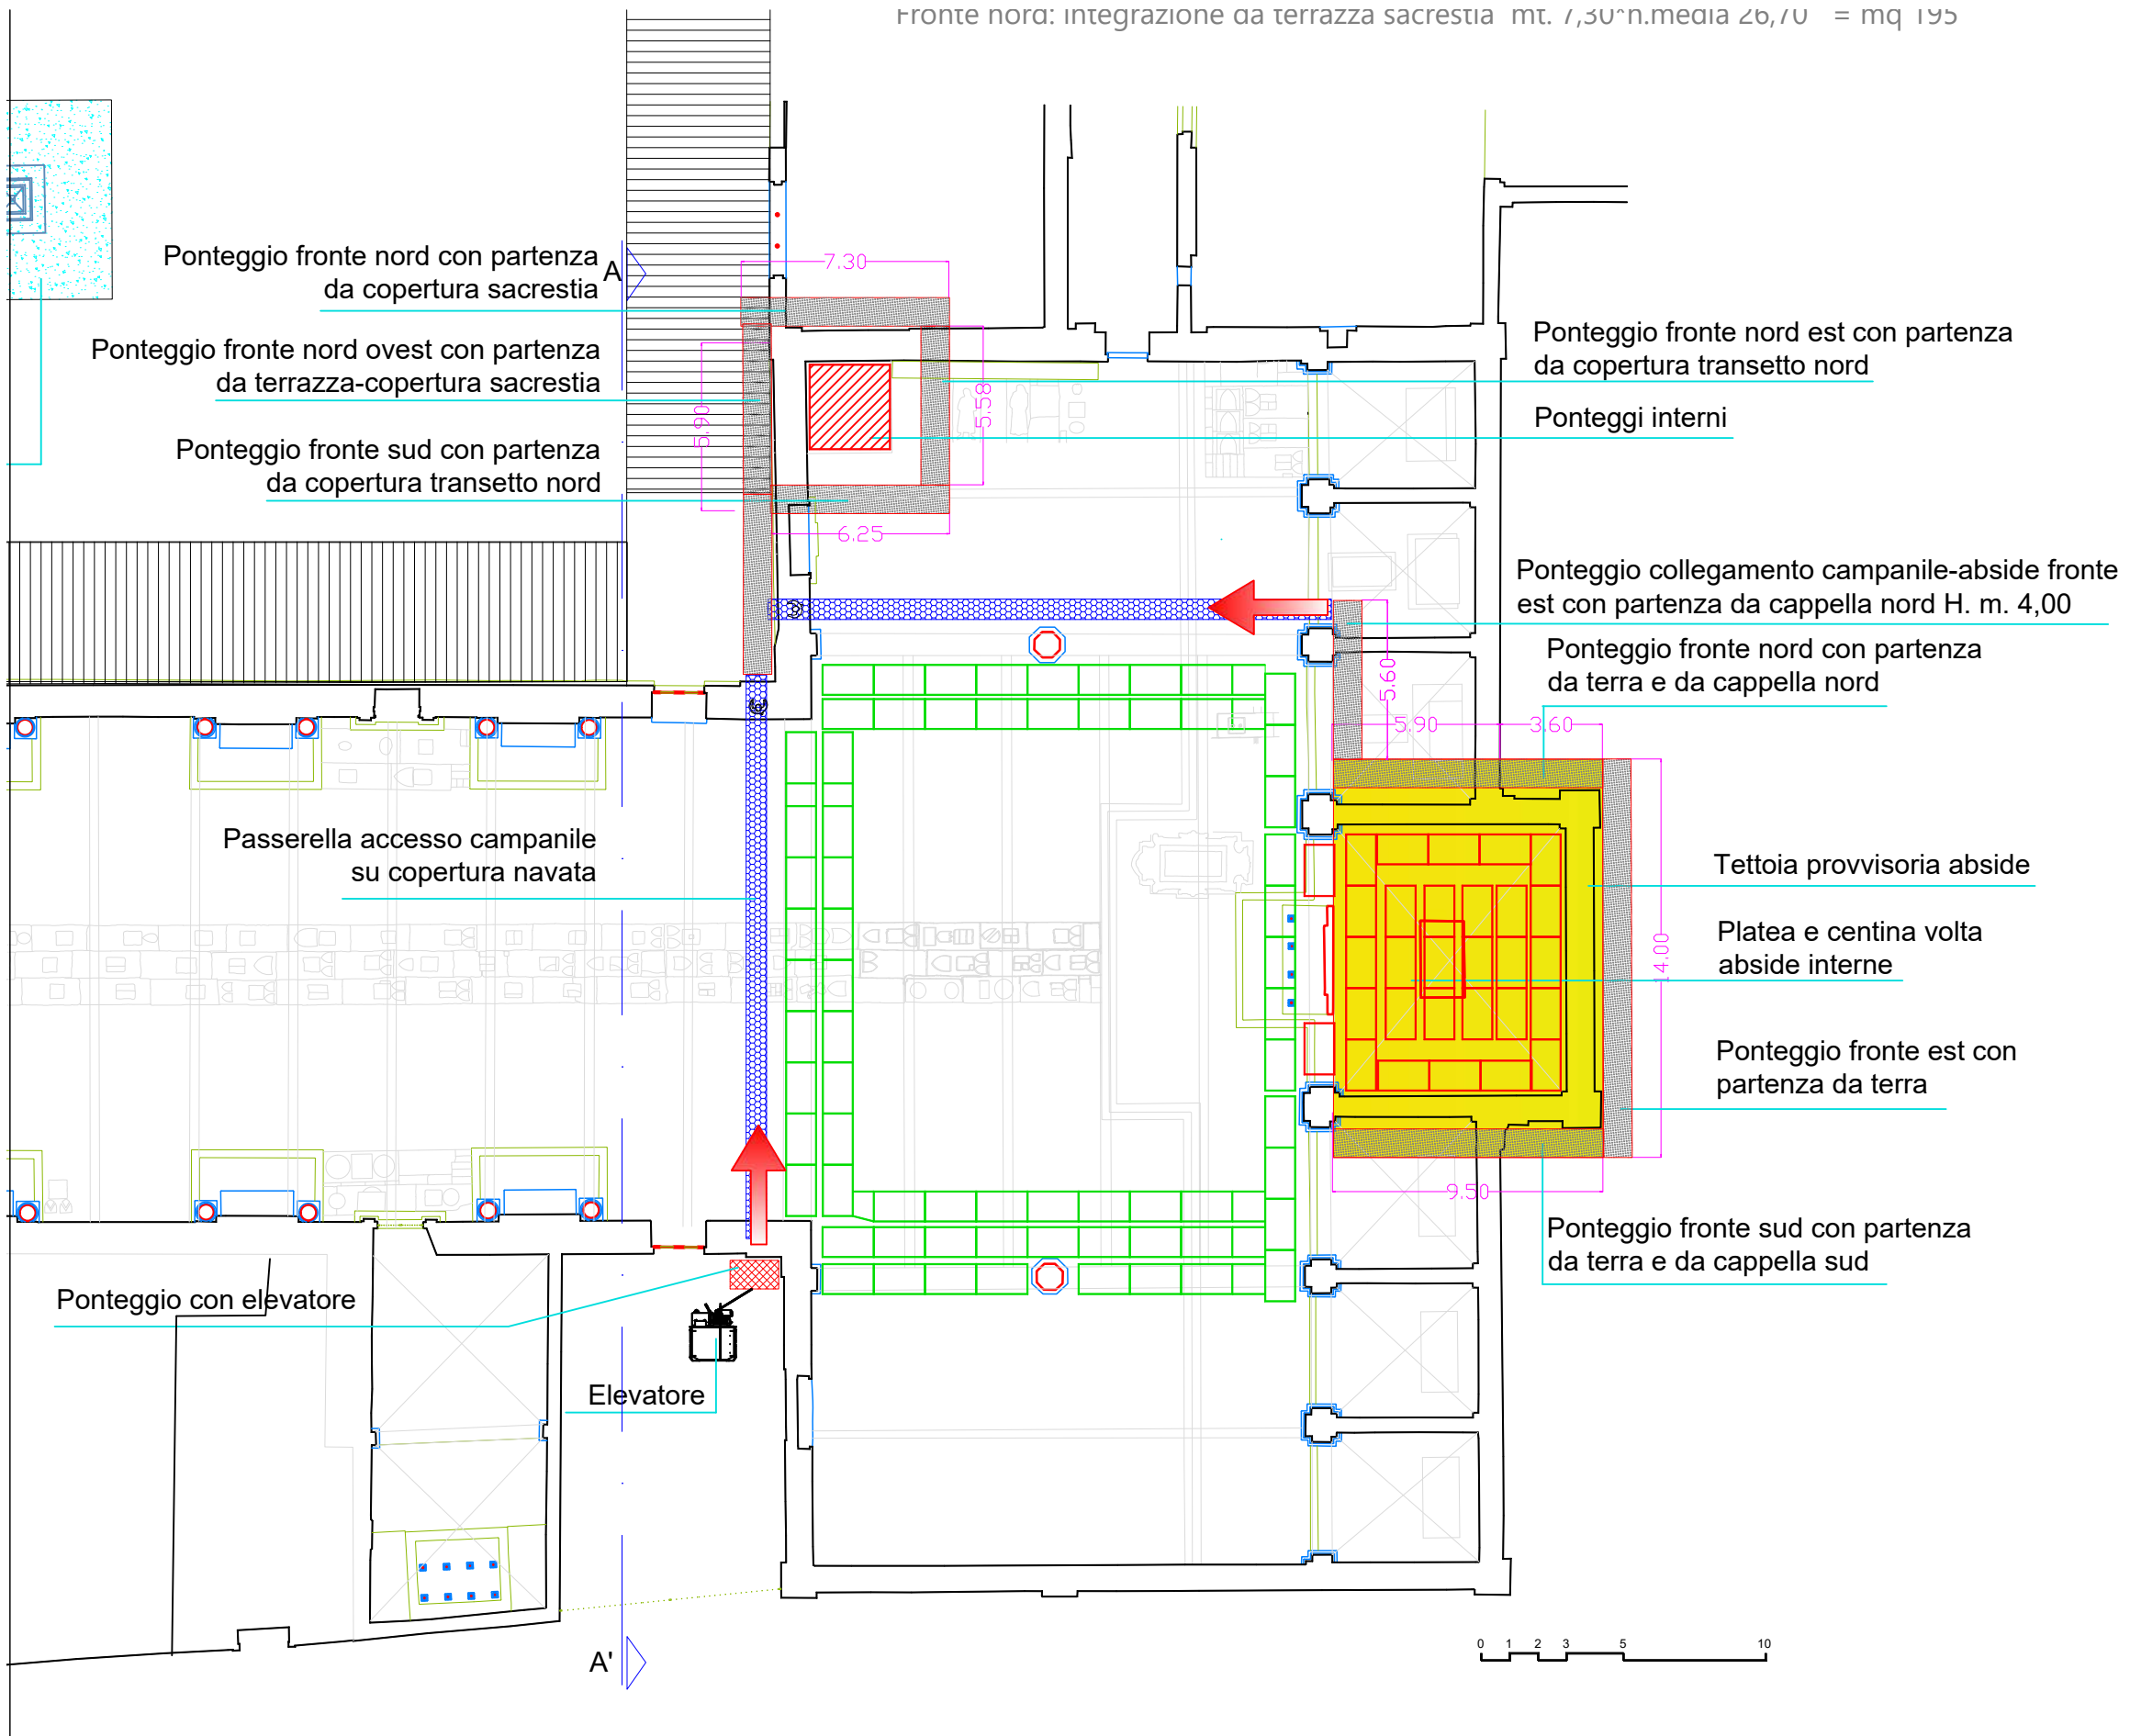 Fronte nord: integrazione da terrazza sacrestia mt. 7,30*h.media 26,70 = mq 195
Ponteggio fronte nord con partenza
da copertura sacrestia
A
7.30
Ponteggio fronte nord ovest con partenza
da terrazza-copertura sacrestia
5.90
5.58
Ponteggio fronte nord est con partenza
da copertura transetto nord
Ponteggi interni
Ponteggio fronte sud con partenza
da copertura transetto nord
6.25
Ponteggio collegamento campanile-abside fronte
est con partenza da cappella nord H. m. 4,00
Ponteggio fronte nord con partenza
da terra e da cappella nord
5.60
5.90
3.60
Passerella accesso campanile
su copertura navata
Tettoia provvisoria abside
Platea e centina volta
abside interne
14.00
Ponteggio fronte est con
partenza da terra
9.50
Ponteggio fronte sud con partenza
da terra e da cappella sud
Ponteggio con elevatore
Elevatore
A'
0 1 2 3 5 10